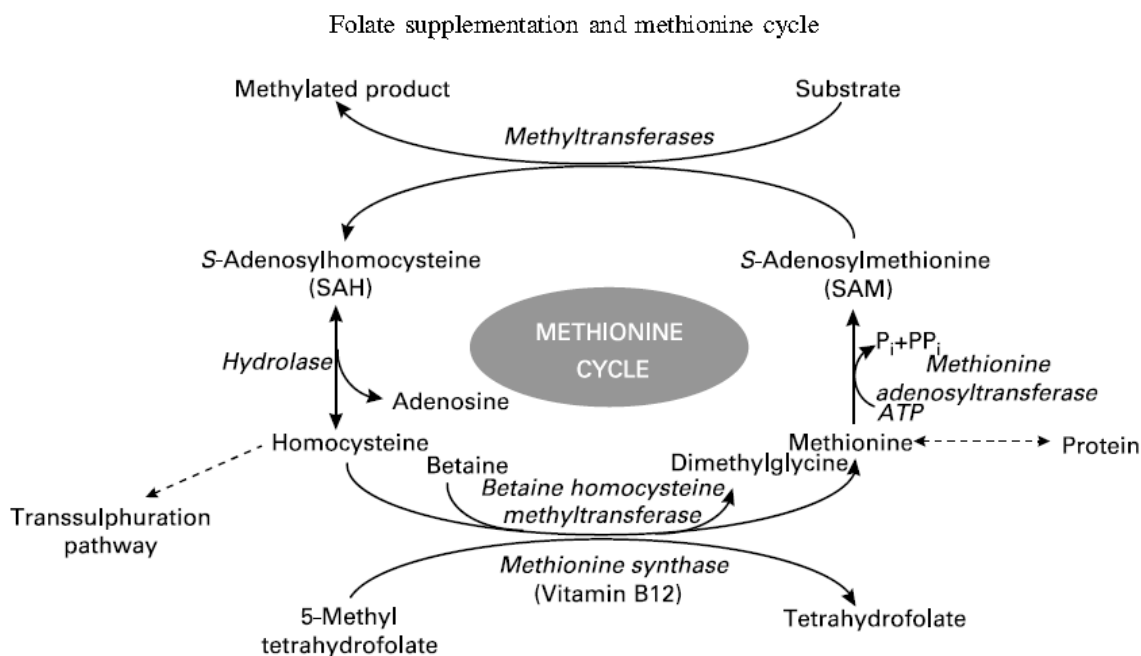 Folate supplementation and methionine cycle
Methylated product
Substrate
Methyltransferases
S-Adenosylhomocysteine
(SAH)
S-Adenosylmethionine
(SAM)
METHIONINE
CYCLE
Hydrolase
Adenosine
Pi+PPi
Methionine
adenosyltransferase
ATP
Homocysteine
Methionine
Protein
Betaine
Dimethylglycine
Betaine homocysteine
methyltransferase
Transsulphuration
pathway
Methionine synthase
(Vitamin B12)
5-Methyl
tetrahydrofolate
Tetrahydrofolate